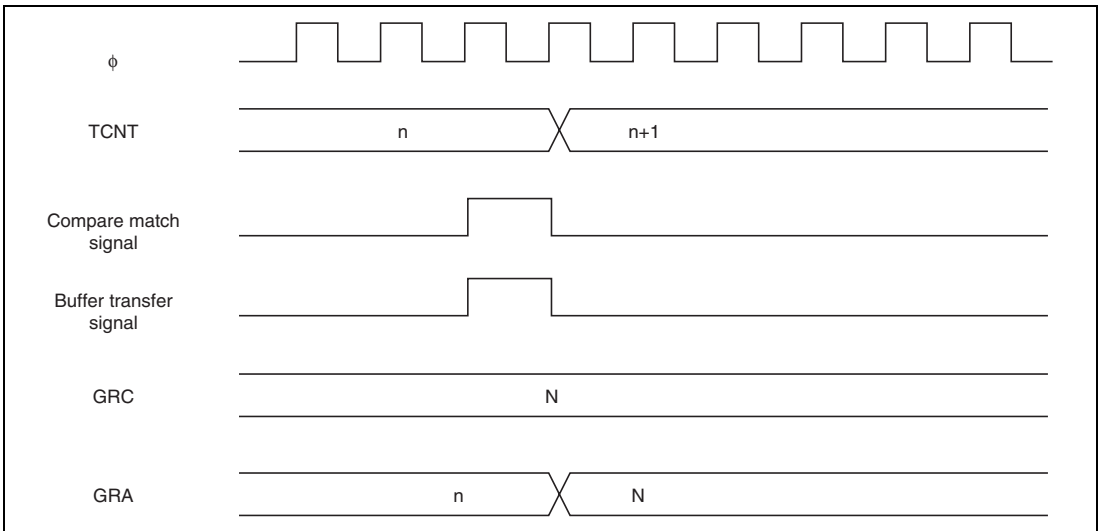 ϕ
TCNT
n
n+1
Compare match
signal
Buffer transfer
signal
GRC
N
GRA
n
N